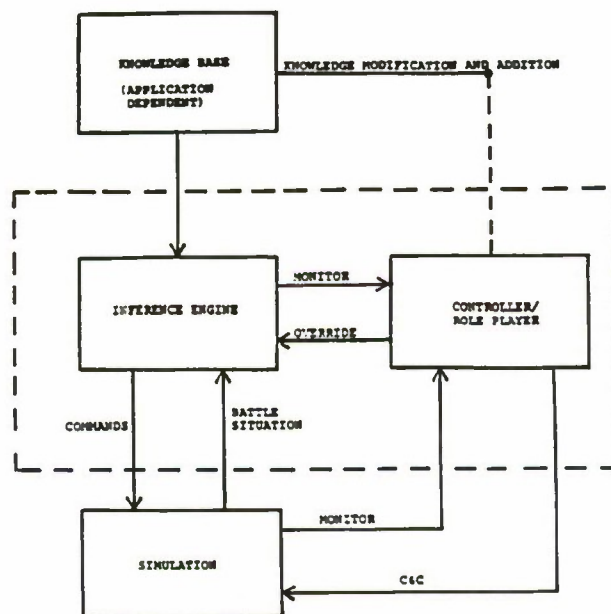 KNOWLEDGE BASE
(APPLICATION
DEPENDENT)
KNOWLEDGE MODIFICATION AND ADDITION
INFERENCE ENGINE
MONITOR
OVERRIDE
CONTROLLER/
ROLE PLAYER
COMMANDS
BATTLE
SITUATION
SIMULATION
MONITOR
C&C